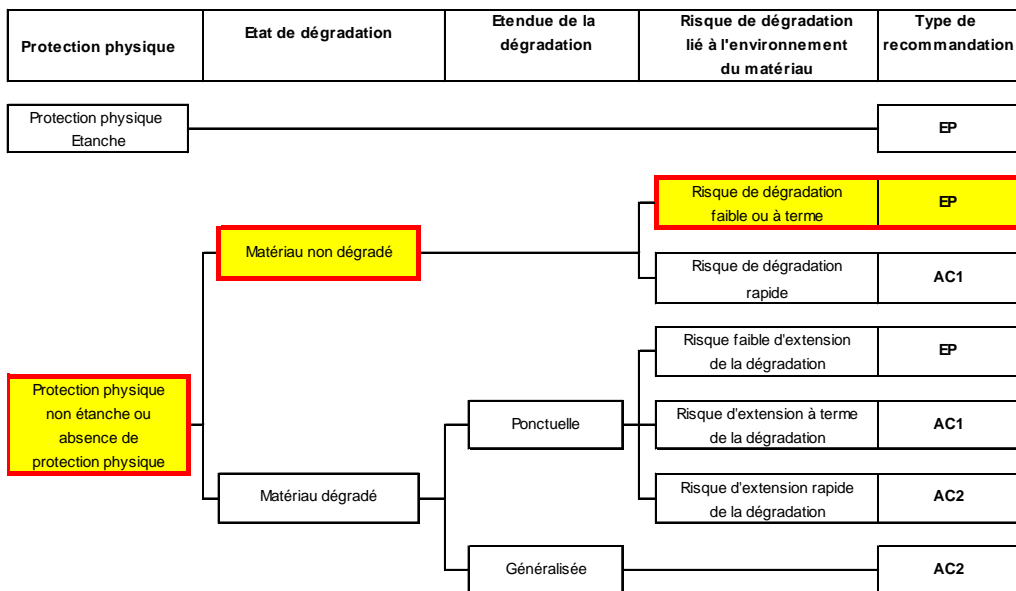 Protection physique
Etat de dégradation
Etendue de la
dégradation
Risque de dégradation
lié à l'environnement
du matériau
Type de
recommandation
Protection physique
Etanche
EP
Risque de dégradation
faible ou à terme
EP
Matériau non dégradé
Risque de dégradation
rapide
AC1
Risque faible d'extension
de la dégradation
EP
Protection physique
non étanche ou
absence de
protection physique
Ponctuelle
Risque d'extension à terme
de la dégradation
AC1
Matériau dégradé
Risque d'extension rapide
de la dégradation
AC2
Généralisée
AC2